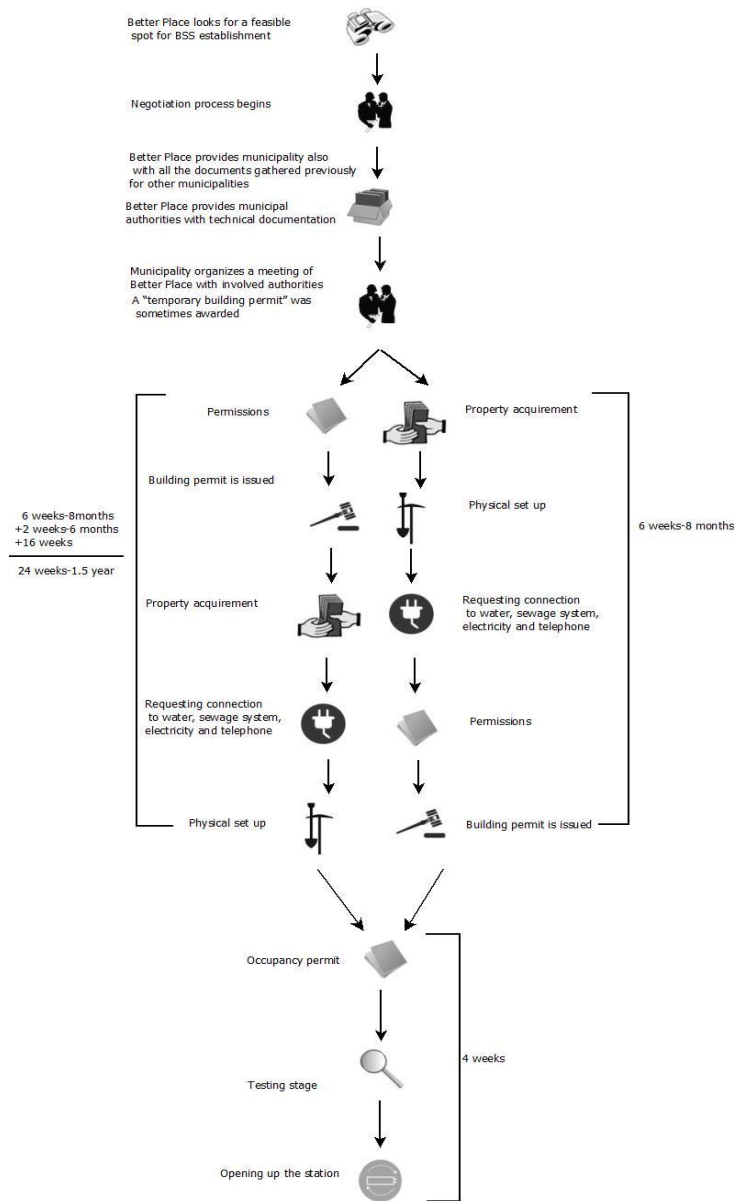 Better Place looks for a feasible
spot for BSS establishment
Negotiation process begins
Better Place provides municipality also
with all the documents gathered previously
for other municipalities
Better Place provides municipal
authorities with technical documentation
Municipality organizes a meeting of
Better Place with involved authorities
A “temporary building permit” was
sometimes awarded
Permissions
Building permit is issued
6 weeks-8months
+2 weeks-6 months
+16 weeks
24 weeks-1.5 year
Property acquirement
Requesting connection
to water, sewage system,
electricity and telephone
Physical set up
Property acquirement
Physical set up
6 weeks-8 months
Requesting connection
to water, sewage system,
electricity and telephone
Permissions
Building permit is issued
Occupancy permit
4 weeks
Testing stage
Opening up the station